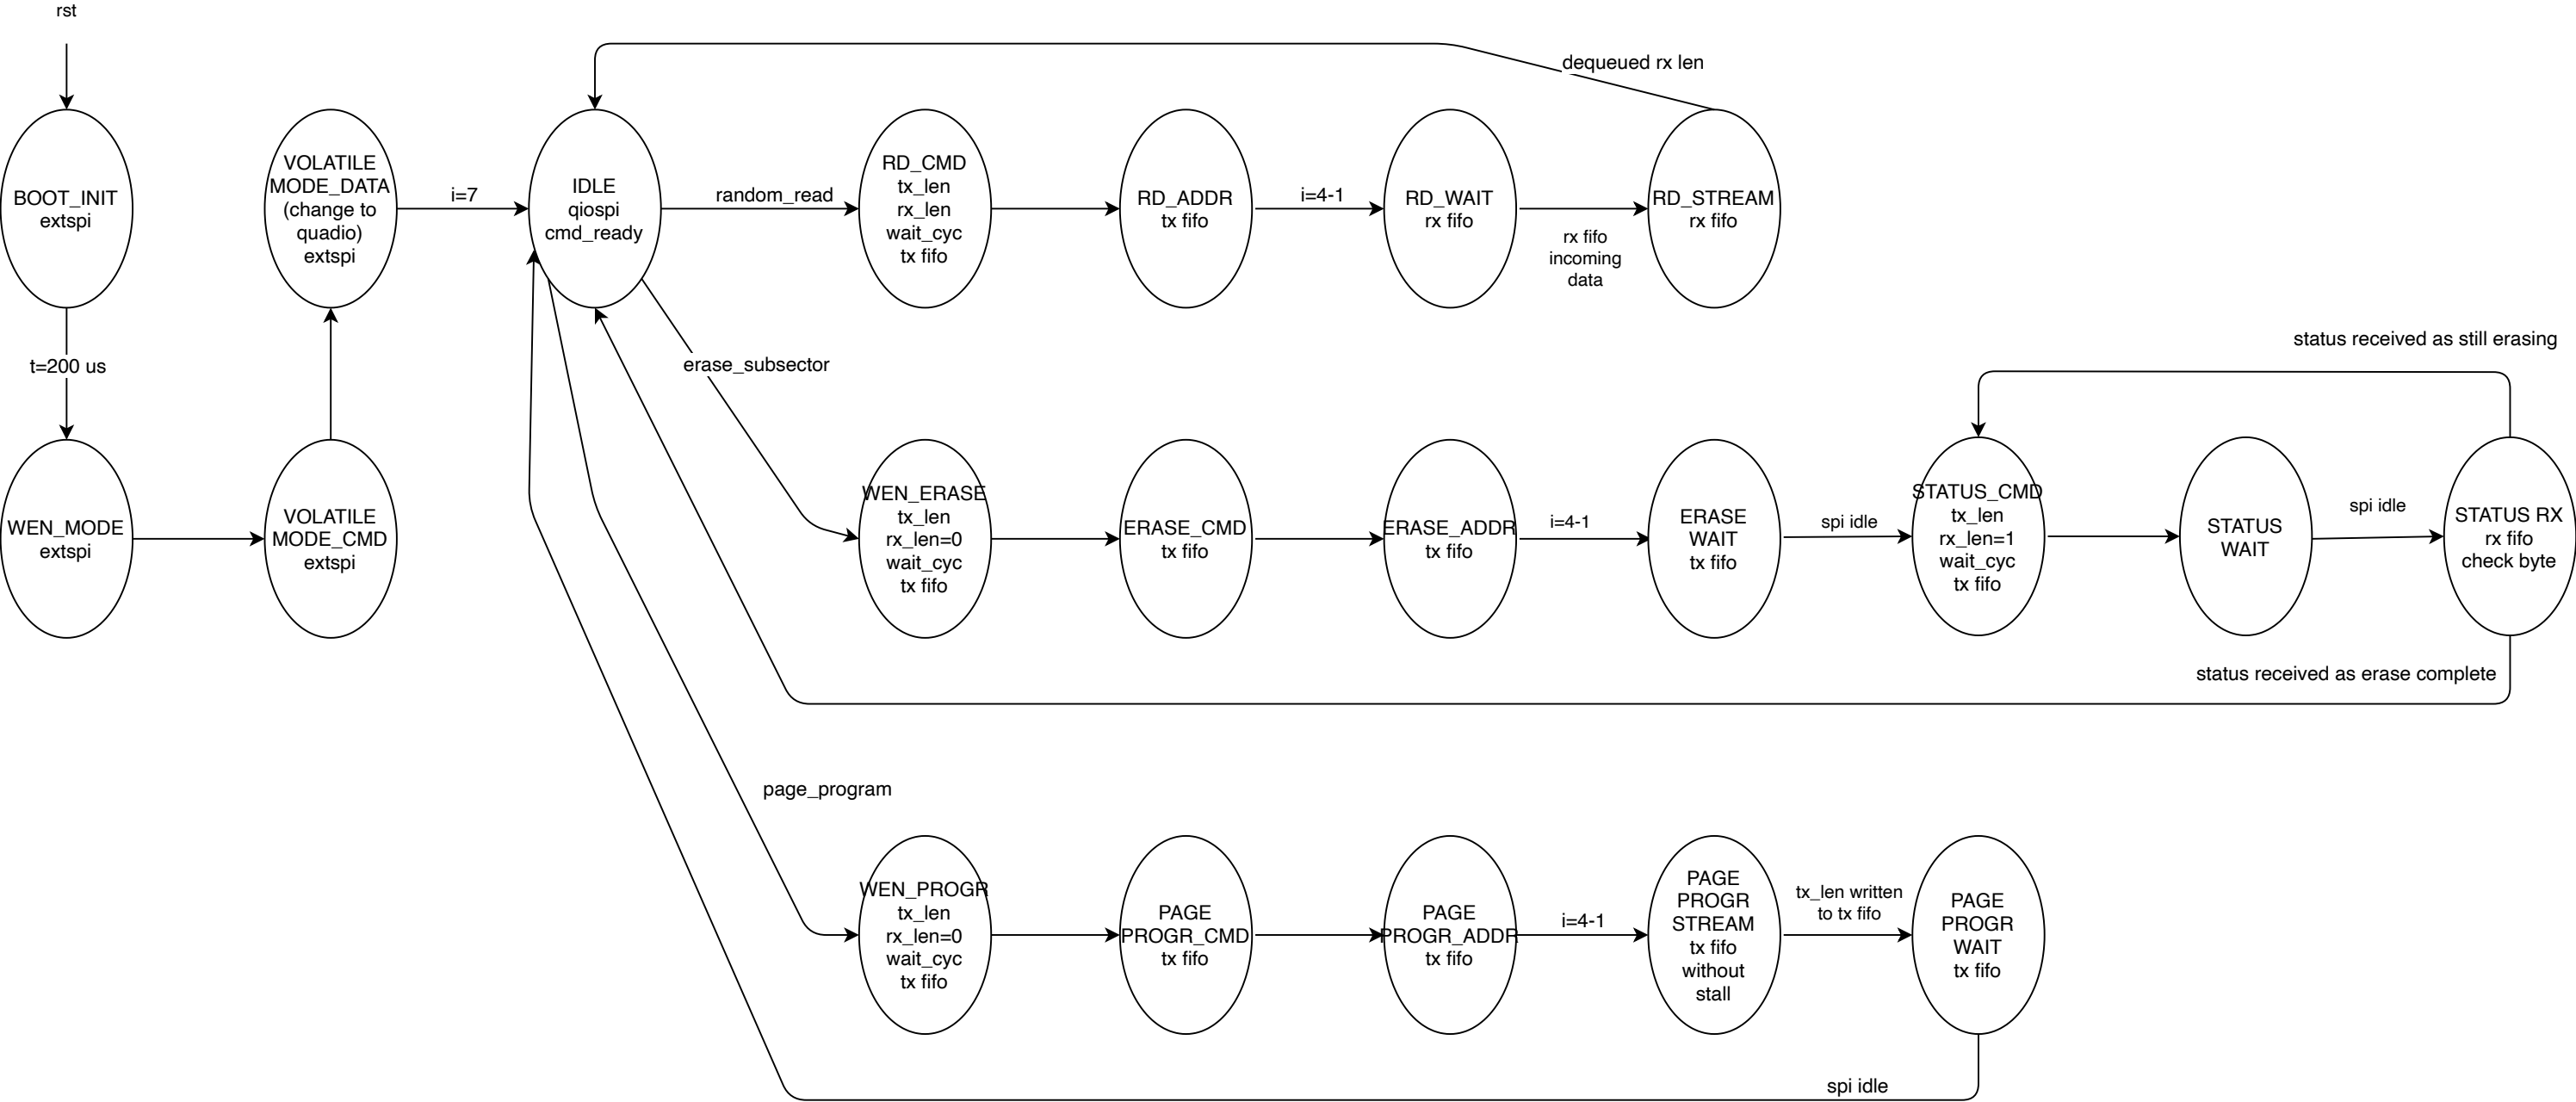 rst
dequeued rx len
BOOT_INIT
extspi
VOLATILE
MODE_DATA
(change to
quadio)
extspi
i=7
IDLE
qiospi
cmd_ready
random_read
RD_CMD
tx_len
rx_len
wait_cyc
tx fifo
RD_ADDR
tx fifo
i=4-1
RD_WAIT
rx fifo
rx fifo
incoming
data
RD_STREAM
rx fifo
t=200 us
erase_subsector
status received as still erasing
WEN_MODE
extspi
VOLATILE
MODE_CMD
extspi
WEN_ERASE
tx_len
rx_len=0
wait_cyc
tx fifo
ERASE_CMD
tx fifo
ERASE_ADDR
tx fifo
i=4-1
ERASE
WAIT
tx fifo
spi idle
STATUS_CMD
tx_len
rx_len=1
wait_cyc
tx fifo
STATUS
WAIT
spi idle
STATUS RX
rx fifo
check byte
status received as erase complete
page_program
WEN_PROGR
tx_len
rx_len=0
wait_cyc
tx fifo
PAGE
PROGR_CMD
tx fifo
PAGE
PROGR_ADDR
tx fifo
i=4-1
PAGE
PROGR
STREAM
tx fifo
without
stall
tx_len written
to tx fifo
PAGE
PROGR
WAIT
tx fifo
spi idle